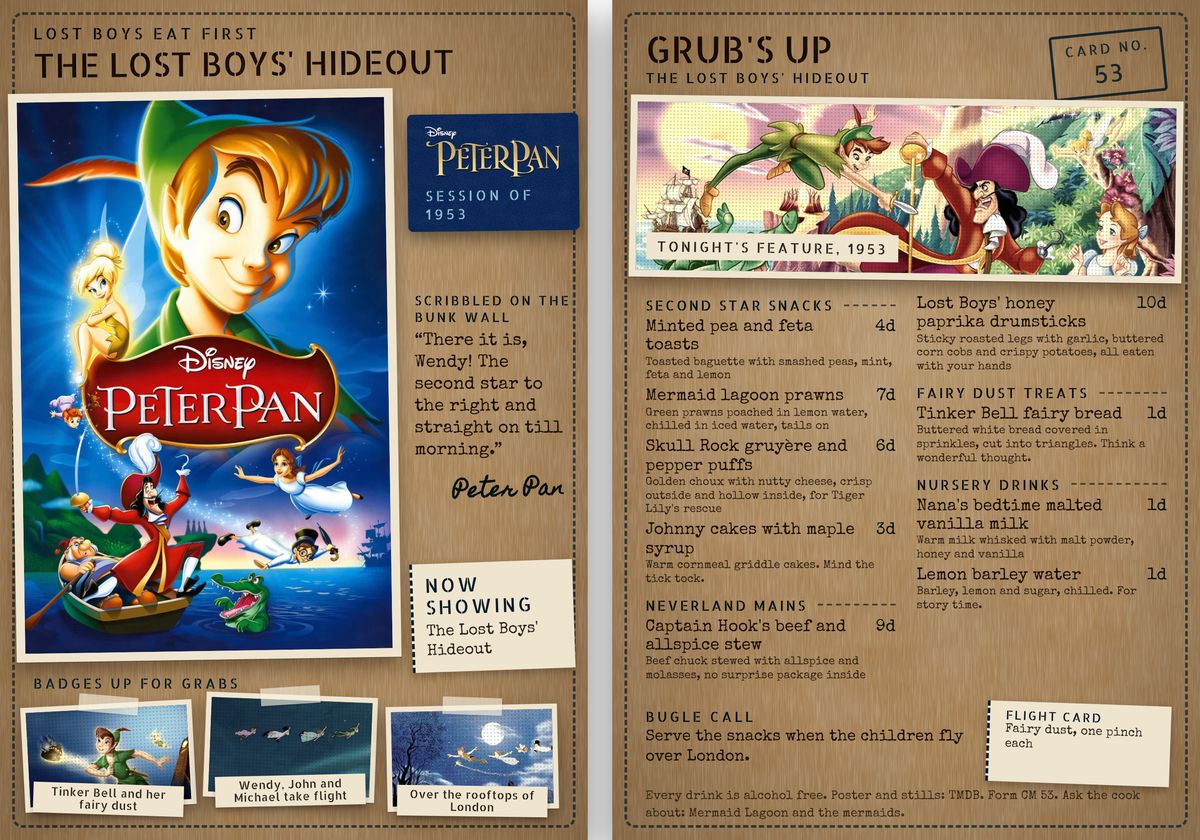 LOST BOYS EAT FIRST
THE LOST BOYS' HIDEOUT
Disney
PETER PAN
Disney
PETER PAN
SESSION OF
1953
SCRIBBLED ON THE
BUNK WALL
“There it is,
Wendy! The
second star to
the right and
straight on till
morning.”
Peter Pan
NOW
SHOWING
The Lost Boys'
Hideout
BADGES UP FOR GRABS
Tinker Bell and her
fairy dust
Wendy, John and
Michael take flight
Over the rooftops of
London
GRUB'S UP
THE LOST BOYS' HIDEOUT
CARD NO.
53
TONIGHT'S FEATURE, 1953
SECOND STAR SNACKS
Minted pea and feta 4d
toasts
Toasted baguette with smashed peas, mint,
feta and lemon
Mermaid lagoon prawns 7d
Green prawns poached in lemon water,
chilled in iced water, tails on
Skull Rock gruyère and 6d
pepper puffs
Golden choux with nutty cheese, crisp
outside and hollow inside, for Tiger
Lily's rescue
Johnny cakes with maple 3d
syrup
Warm cornmeal griddle cakes. Mind the
tick tock.
NEVERLAND MAINS
Captain Hook's beef and 9d
allspice stew
Beef chuck stewed with allspice and
molasses, no surprise package inside
Lost Boys' honey 10d
paprika drumsticks
Sticky roasted legs with garlic, buttered
corn cobs and crispy potatoes, all eaten
with your hands
FAIRY DUST TREATS
Tinker Bell fairy bread 1d
Buttered white bread covered in
sprinkles, cut into triangles. Think a
wonderful thought.
NURSERY DRINKS
Nana's bedtime malted 1d
vanilla milk
Warm milk whisked with malt powder,
honey and vanilla
Lemon barley water 1d
Barley, lemon and sugar, chilled. For
story time.
BUGLE CALL
Serve the snacks when the children fly
over London.
FLIGHT CARD
Fairy dust, one pinch
each
Every drink is alcohol free. Poster and stills: TMDB. Form CM 53. Ask the cook
about: Mermaid Lagoon and the mermaids.